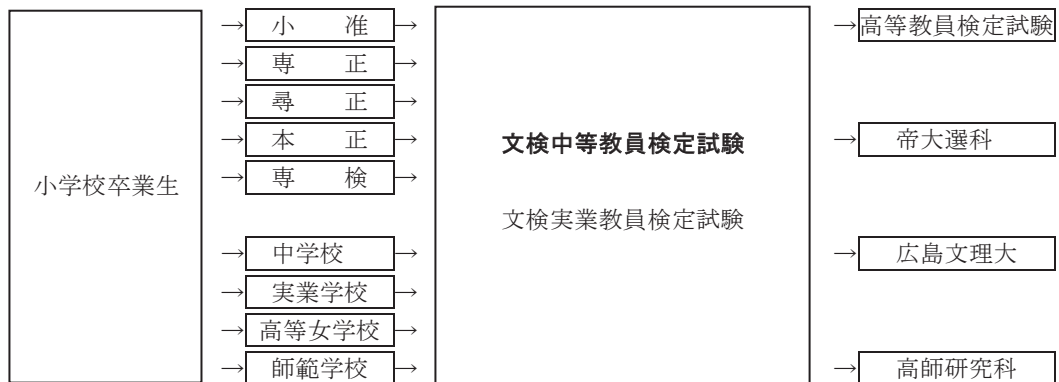 →小　准→
→専　正→
→尋　正→
→本　正→
→専　検→
小学校卒業生
→中学校→
→実業学校→
→高等女学校→
→師範学校→
文検中等教員検定試験
文検実業教員検定試験
→高等教員検定試験
→帝大選科
→広島文理大
→高師研究科